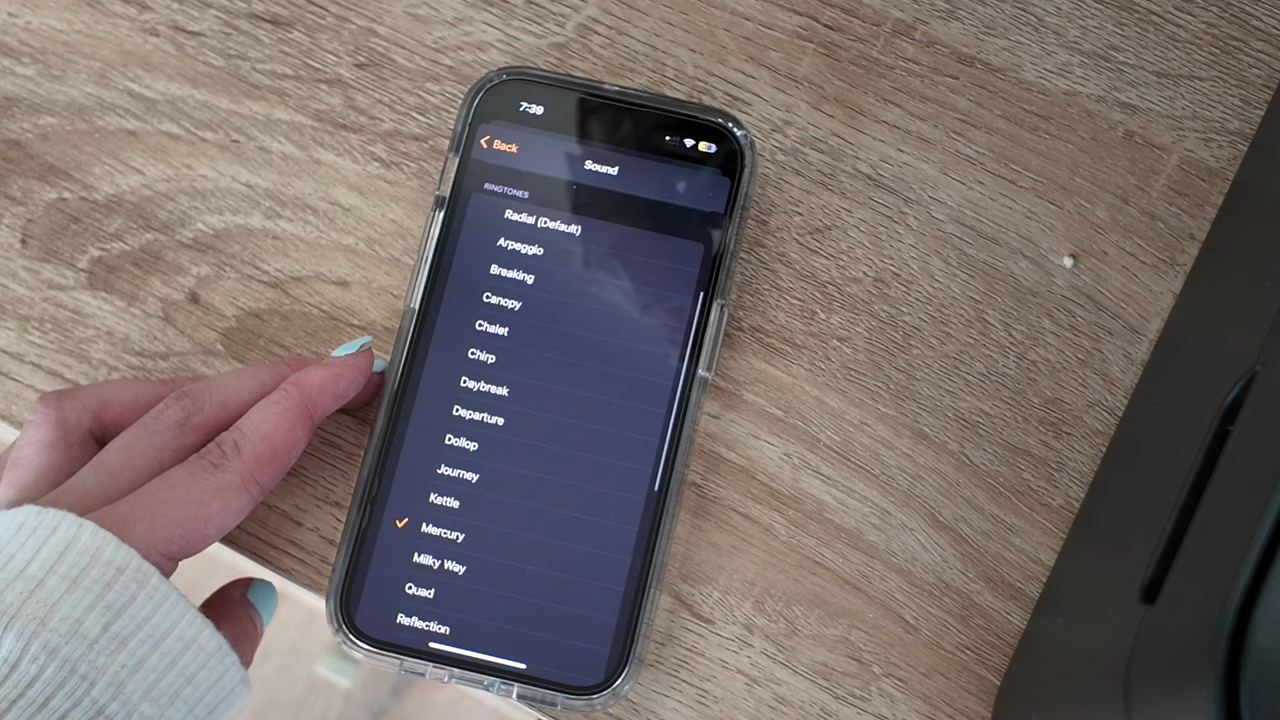 7:39
Back
Sound
RINGTONES
Radial (Default)
Arpeggio
Breaking
Canopy
Chalet
Chirp
Daybreak
Departure
Dollop
Journey
Kettle
Mercury
Milky Way
Quad
Reflection